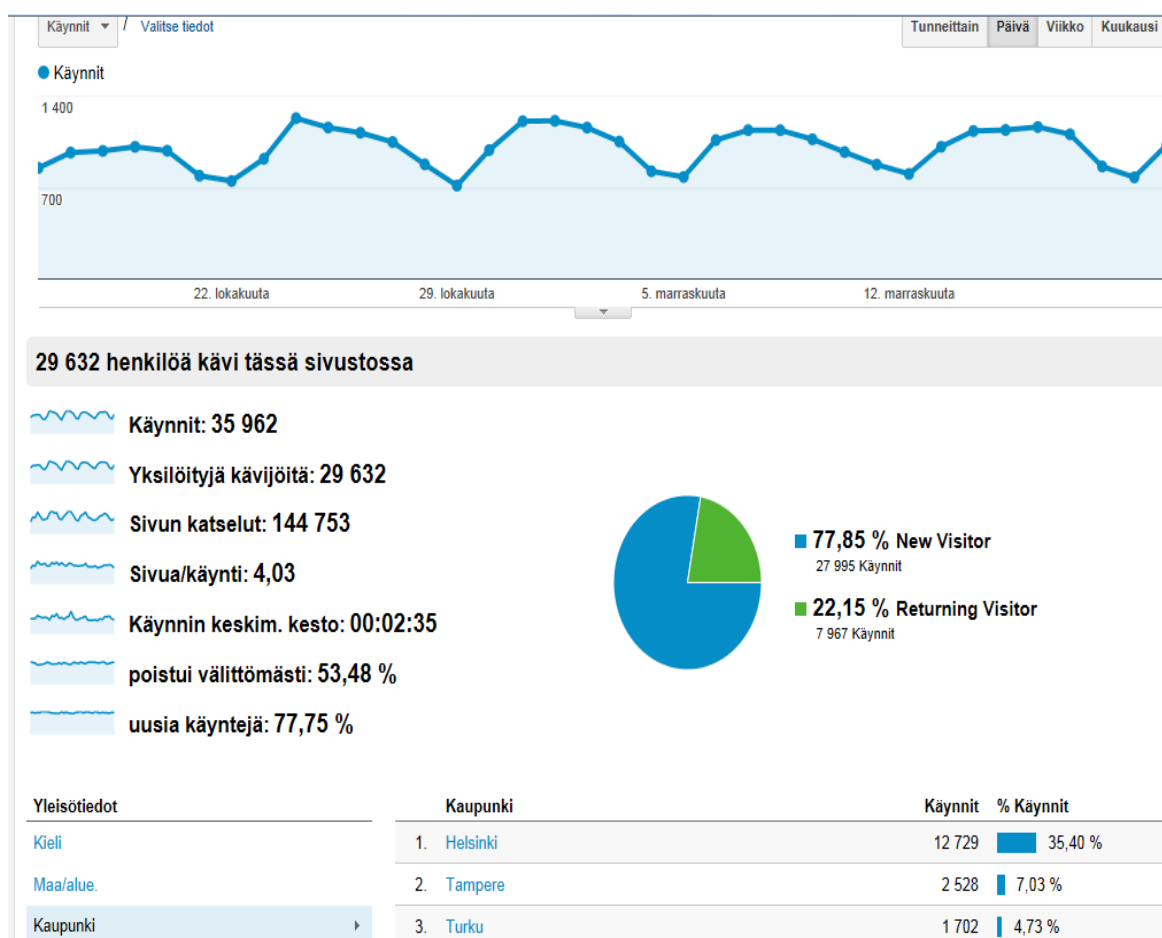 Käynnit / Valitse tiedot Tunneittain Päivä Viikko Kuukausi
Käynnit
1 400
700
22. lokakuuta 29. lokakuuta 5. marraskuuta 12. marraskuuta
29 632 henkilöä kävi tässä sivustossa
Käynnit: 35 962
Yksilöityjä kävijöitä: 29 632
Sivun katselut: 144 753
Sivua/käynti: 4,03
Käynnin keskim. kesto: 00:02:35
poistui välittömästi: 53,48 %
uusia käyntejä: 77,75 %
77,85 % New Visitor
27 995 Käynnit
22,15 % Returning Visitor
7 967 Käynnit
Yleisötiedot Kaupunki Käynnit % Käynnit
Kieli 1. Helsinki 12 729 35,40 %
Maa/alue. 2. Tampere 2 528 7,03 %
Kaupunki 3. Turku 1 702 4,73 %